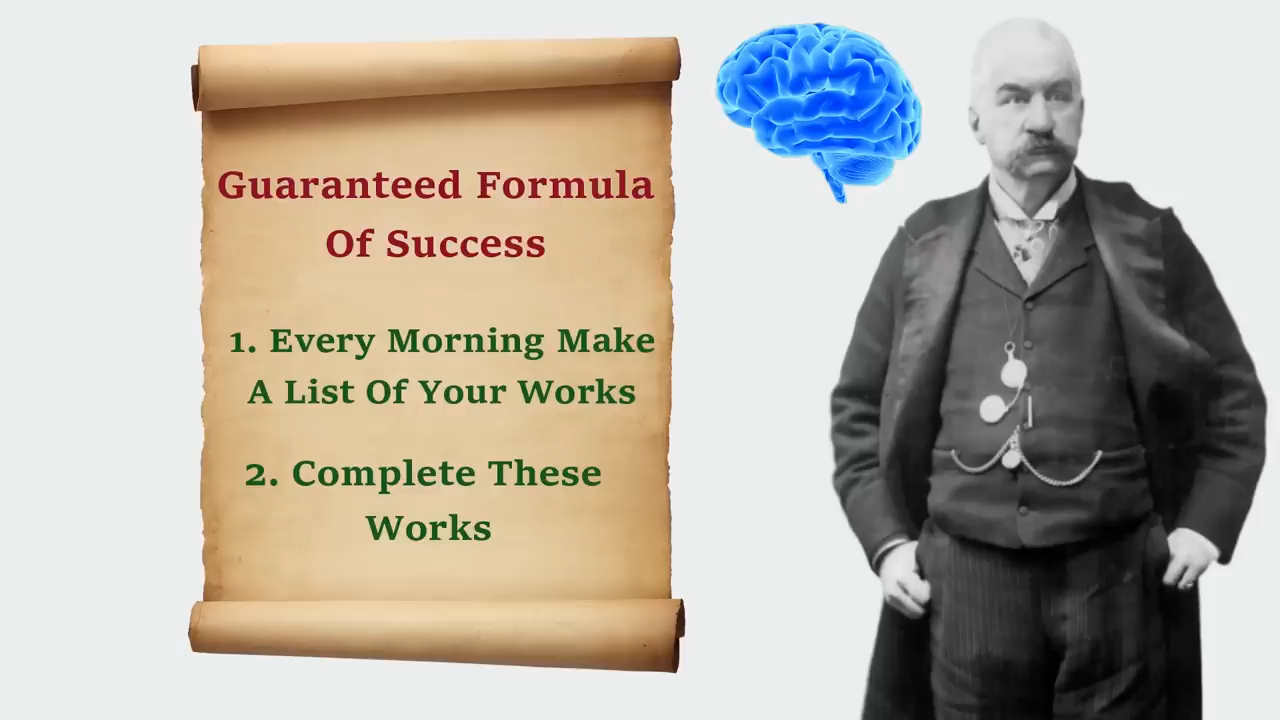 Guaranteed Formula
Of Success
1. Every Morning Make
A List Of Your Works
2. Complete These
Works